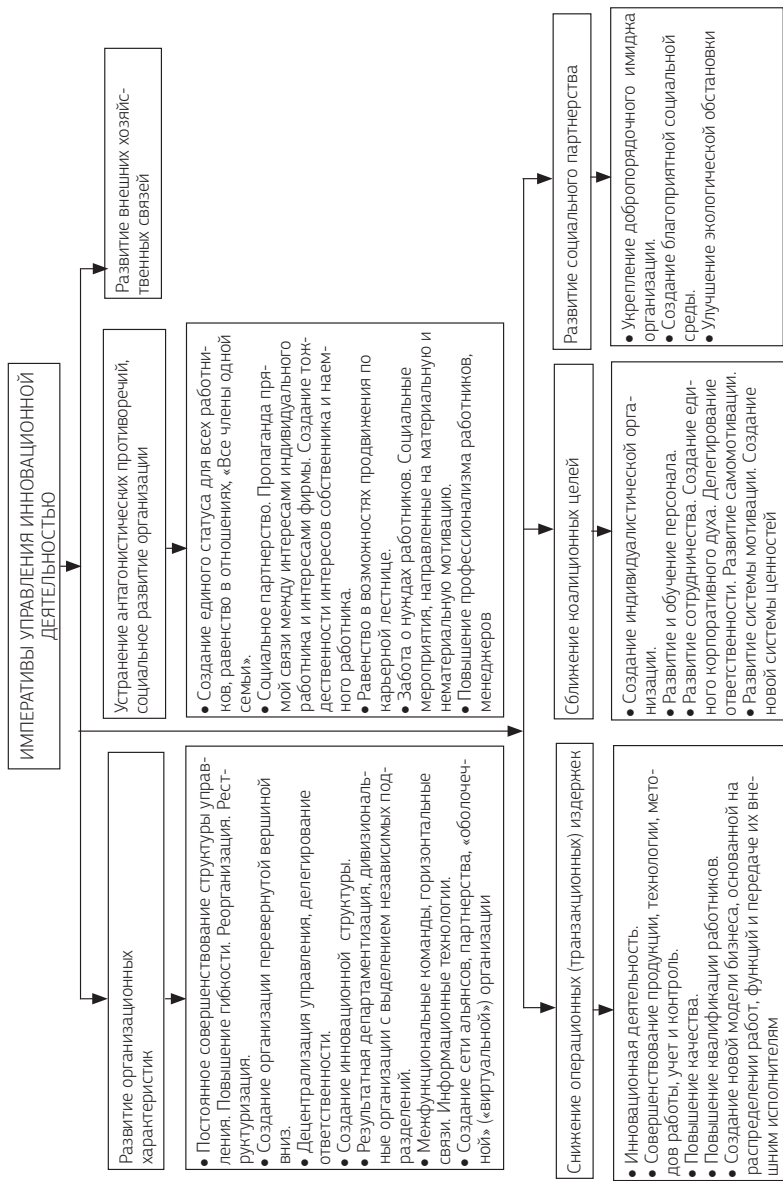 ИМПЕРАТИВЫ УПРАВЛЕНИЯ ИННОВАЦИОННОЙ
ДЕЯТЕЛЬНОСТЬЮ
Развитие организационных
характеристик
Устранение антагонистических противоречий,
социальное развитие организации
Развитие внешних хозяйс-
твенных связей
• Постоянное совершенствование структуры управ-
ления. Повышение гибкости. Реорганизация. Рест-
руктуризация.
• Создание организации перевернутой вершиной
вниз.
• Децентрализация управления, делегирование
ответственности.
• Создание инновационной структуры.
• Результатная департаментизация, дивизиональ-
ные организации с выделением независимых под-
разделений.
• Межфункциональные команды, горизонтальные
связи. Информационные технологии.
• Создание сети альянсов, партнерства, «оболочеч-
ной» («виртуальной») организации
• Создание единого статуса для всех работни-
ков, равенство в отношениях, «Все члены одной
семьи».
• Социальное партнерство. Пропаганда пря-
мой связи между интересами индивидуального
работника и интересами фирмы. Создание тож-
дественности интересов собственника и наем-
ного работника.
• Равенство в возможностях продвижения по
карьерной лестнице.
• Забота о нуждах работников. Социальные
мероприятия, направленные на материальную и
нематериальную мотивацию.
• Повышение профессионализма работников,
менеджеров
Снижение операционных (транзакционных) издержек
Сближение коалиционных целей
Развитие социального партнерства
• Инновационная деятельность.
• Совершенствование продукции, технологии, мето-
дов работы, учет и контроль.
• Повышение качества.
• Повышение квалификации работников.
• Создание новой модели бизнеса, основанной на
распределении работ, функций и передаче их вне-
шним исполнителям
• Создание индивидуалистической орга-
низации.
• Развитие и обучение персонала.
• Развитие сотрудничества. Создание еди-
ного корпоративного духа. Делегирование
ответственности. Развитие самомотивации.
• Развитие системы мотивации. Создание
новой системы ценностей
• Укрепление добропорядочного имиджа
организации.
• Создание благоприятной социальной
среды.
• Улучшение экологической обстановки